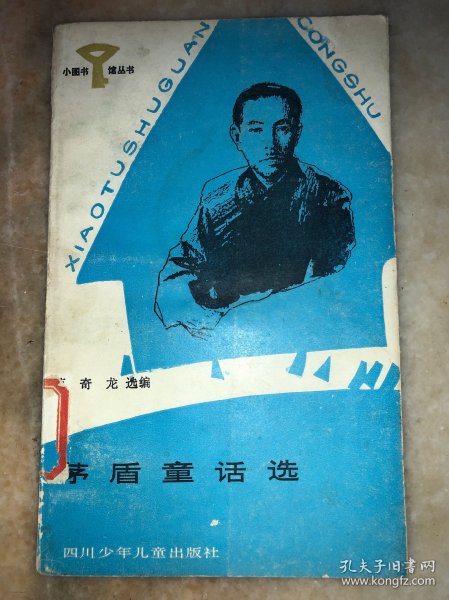 小图书馆丛书
XIAOTUSHUGUAN CONGSHU
奇龙 选编
茅盾童话选
四川少年儿童出版社
孔夫子旧书网
www.kongfz.com